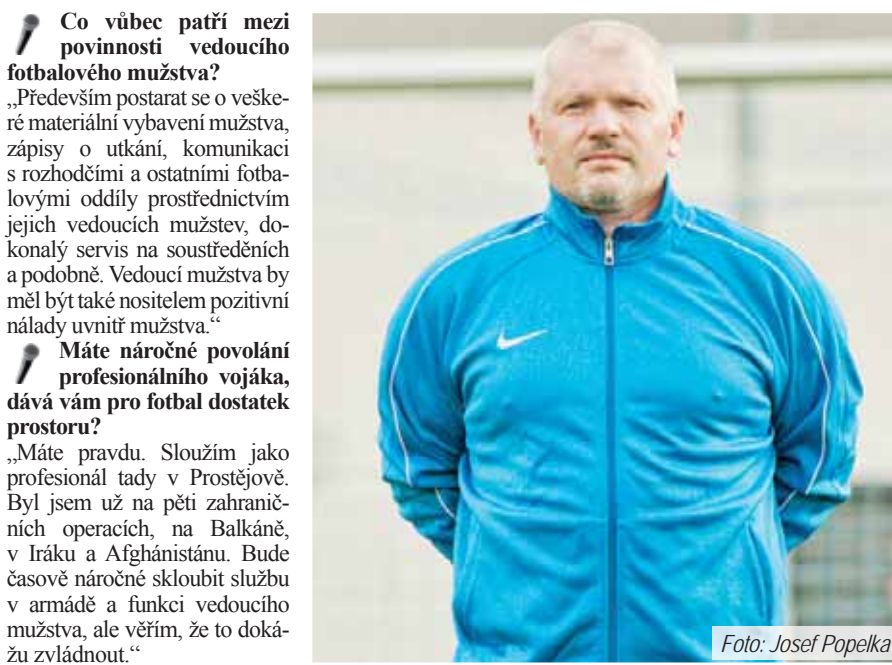 Co vůbec patří mezi
povinnosti vedoucího
fotbalového mužstva?
„Především postarat se o veške-
ré materiální vybavení mužstva,
zápisy o utkání, komunikaci
s rozhodčími a ostatními fotba-
lovými oddíly prostřednictvím
jejich vedoucích mužstev, do-
konalý servis na soustředěních
a podobně. Vedoucí mužstva by
měl být také nositelem pozitivní
nálady uvnitř mužstva.“
Máte náročné povolání
profesionálního vojáka,
dává vám pro fotbal dostatek
prostoru?
„Máte pravdu. Sloužím jako
profesionál tady v Prostějově.
Byl jsem už na pěti zahranič-
ních operacích, na Balkáně,
v Iráku a Afghánistánu. Bude
časově náročné skloubit službu
v armádě a funkci vedoucího
mužstva, ale věřím, že to doká-
žu zvládnout.“
Foto: Josef Popelka